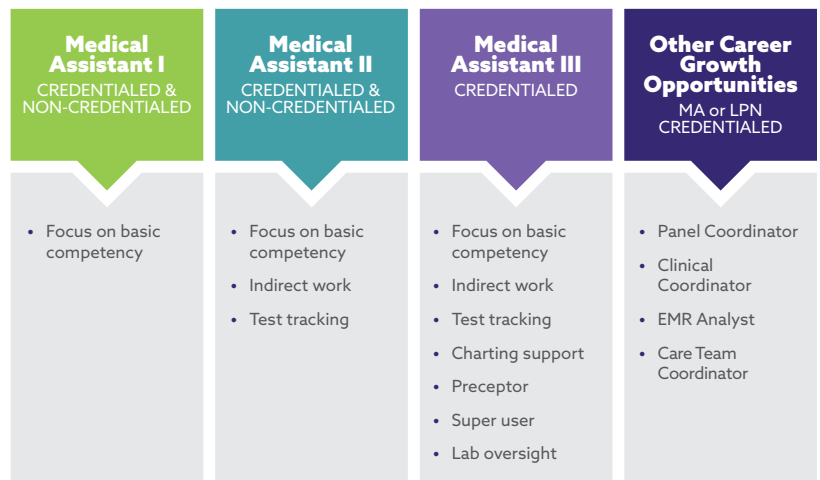 Medical
Assistant I
CREDENTIALED &
NON-CREDENTIALED
• Focus on basic
competency
Medical
Assistant II
CREDENTIALED &
NON-CREDENTIALED
• Focus on basic
competency
• Indirect work
• Test tracking
Medical
Assistant III
CREDENTIALED
• Focus on basic
competency
• Indirect work
• Test tracking
• Charting support
• Preceptor
• Super user
• Lab oversight
Other Career
Growth
Opportunities
MA or LPN
CREDENTIALED
• Panel Coordinator
• Clinical
Coordinator
• EMR Analyst
• Care Team
Coordinator